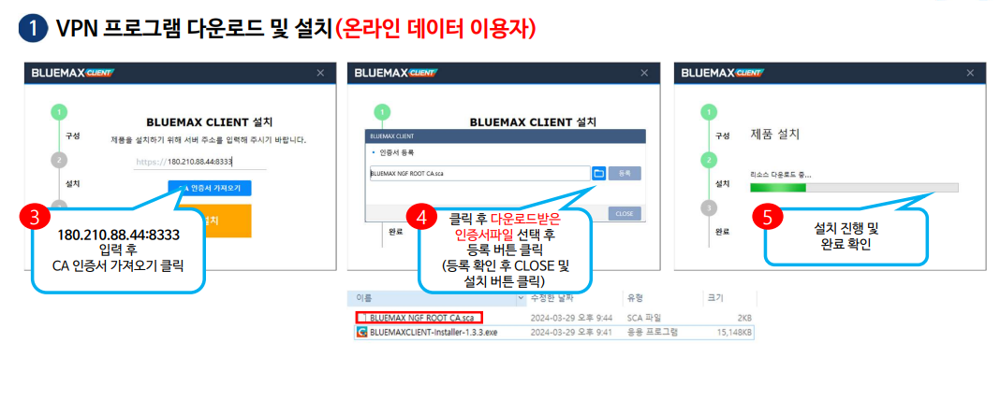 1 VPN 프로그램 다운로드 및 설치(온라인 데이터 이용자)
BLUEMAX CLIENT
1
구성
2
설치
BLUEMAX CLIENT 설치
제품을 설치하기 위해 서버 주소를 입력해 주시기 바랍니다.
https://180.210.88.44:8333
CA 인증서 가져오기
설치
3
180.210.88.44:8333
입력 후
CA 인증서 가져오기 클릭
BLUEMAX CLIENT
1
BLUEMAX CLIENT 설치
BLUEMAX CLIENT
• 인증서 등록
BLUEMAX NGF ROOT CA.sca
등록
CLOSE
완료
4
클릭 후 다운로드받은
인증서파일 선택 후
등록 버튼 클릭
(등록 확인 후 CLOSE 및
설치 버튼 클릭)
BLUEMAX CLIENT
1
구성
2
설치
3
완료
제품 설치
리소스 다운로드 중...
5
설치 진행 및
완료 확인
이름 수정한 날짜 유형 크기
BLUEMAX NGF ROOT CA.sca 2024-03-29 오후 9:44 SCA 파일 2KB
BLUEMAXCLIENT-Installer-1.3.3.exe 2024-03-29 오후 9:41 응용 프로그램 15,148KB